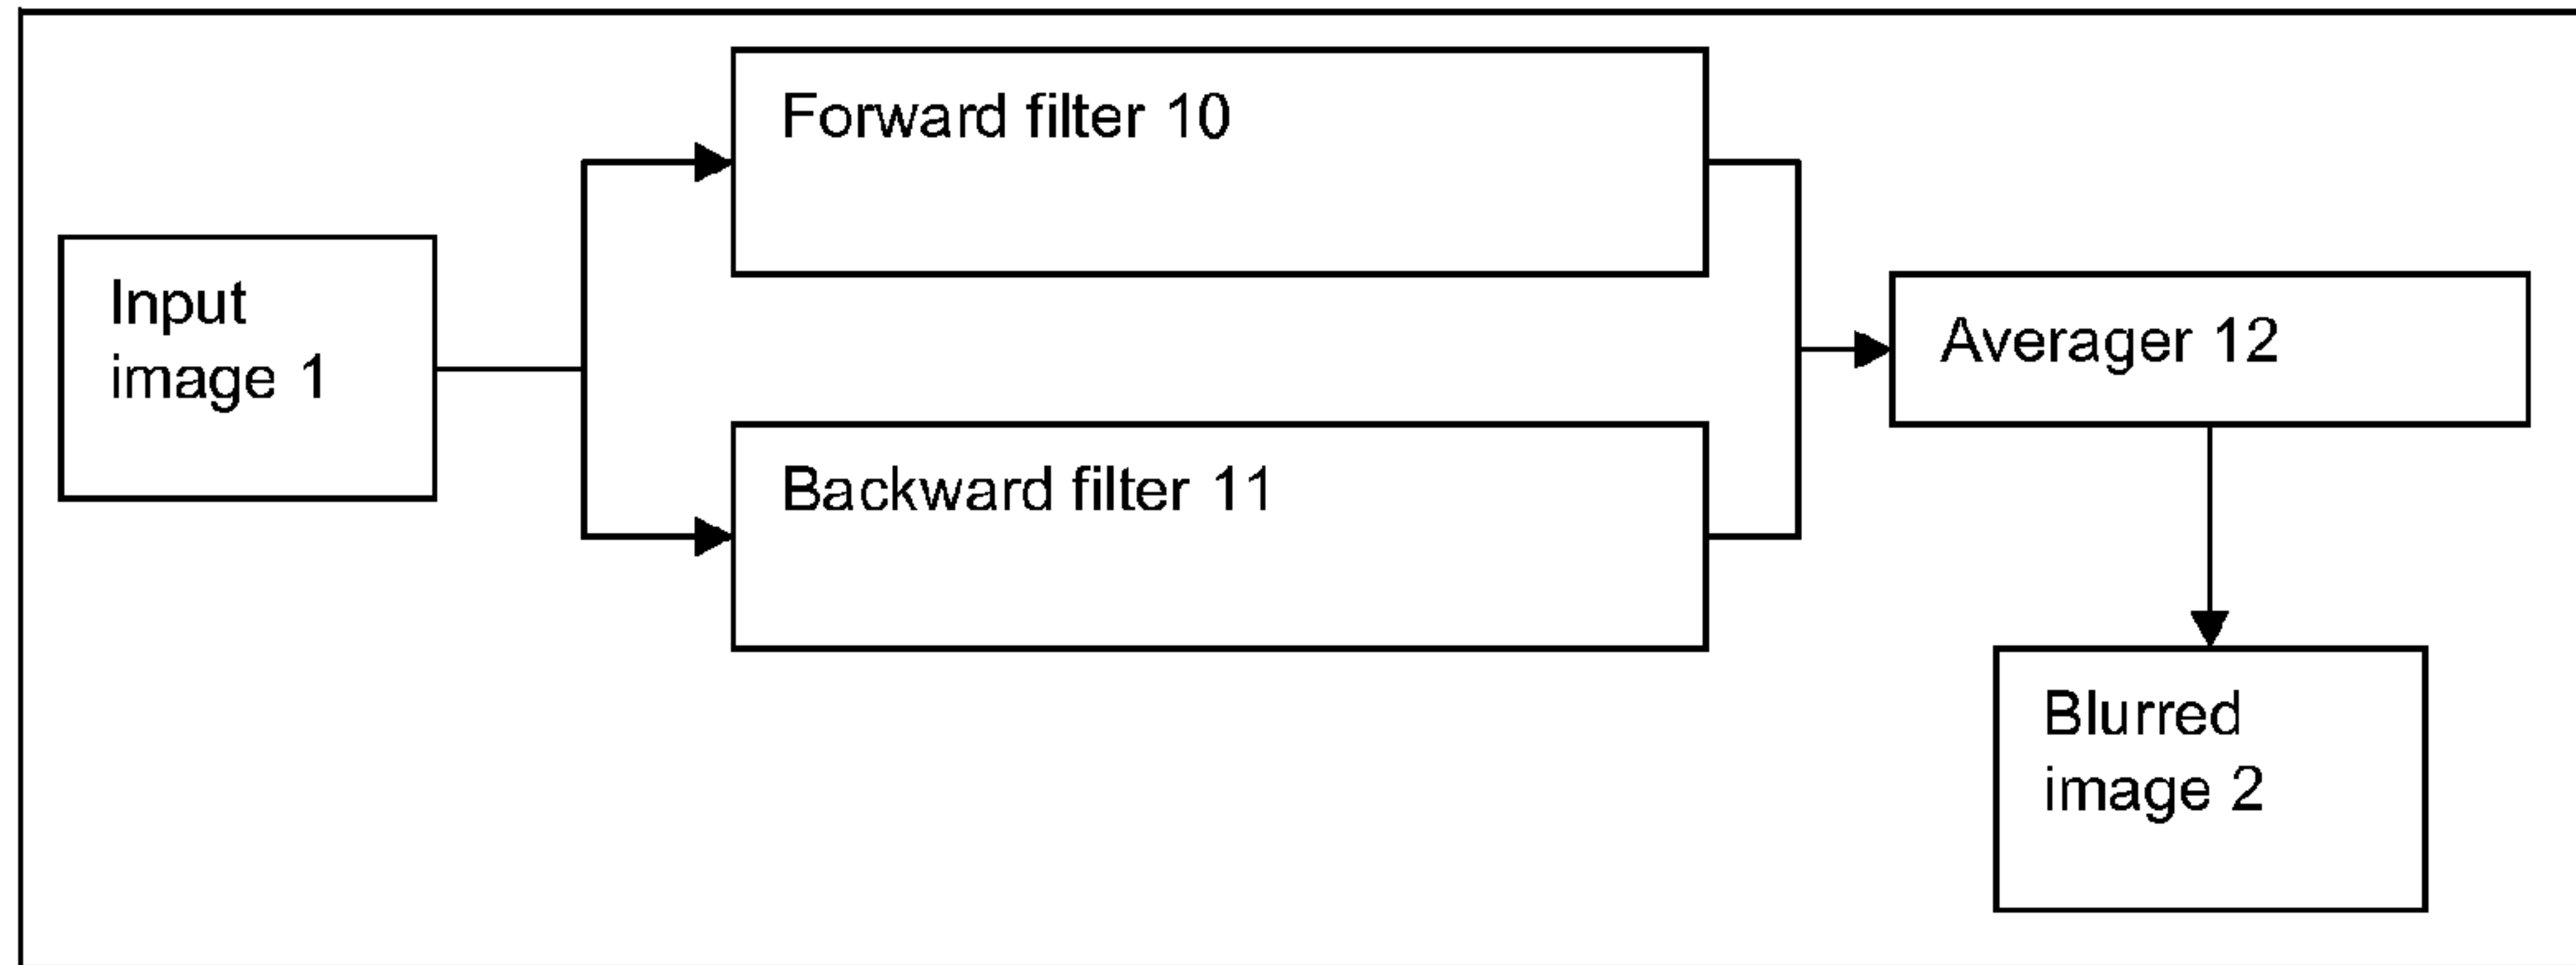 Forward filter 10
Input
image 1
Averager 12
Backward filter 11
Blurred
image 2